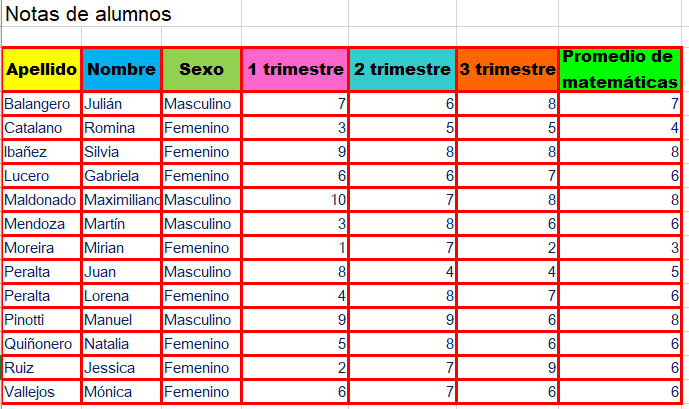 Notas de alumnos
Apellido Nombre Sexo 1 trimestre 2 trimestre 3 trimestre Promedio de matemáticas
Balangero Julián Masculino 7 6 8 7
Catalano Romina Femenino 3 5 5 4
Ibañez Silvia Femenino 9 8 8 8
Lucero Gabriela Femenino 6 6 7 6
Maldonado Maximiliano Masculino 10 7 8 8
Mendoza Martín Masculino 3 8 6 6
Moreira Mirian Femenino 1 7 2 3
Peralta Juan Masculino 8 4 4 5
Peralta Lorena Femenino 4 8 7 6
Pinotti Manuel Masculino 9 9 6 8
Quiñonero Natalia Femenino 5 8 6 6
Ruiz Jessica Femenino 2 7 9 6
Vallejos Mónica Femenino 6 7 6 6